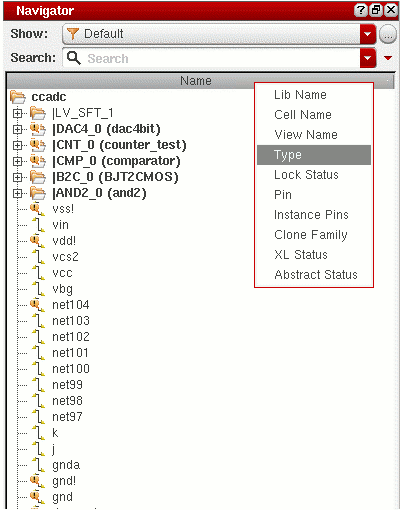 Navigator
Show: Default
Search: Search
Name
ccadc
|LV_SFT_1
|DAC4_0 (dac4bit)
|CNT_0 (counter_test)
|CMP_0 (comparator)
|B2C_0 (BJT2CMOS)
|AND2_0 (and2)
vss!
vin
vdd!
vcs2
vcc
vbg
net104
net103
net102
net101
net100
net99
net98
net97
k
j
gnda
gnd!
gnd
Lib Name
Cell Name
View Name
Type
Lock Status
Pin
Instance Pins
Clone Family
XL Status
Abstract Status